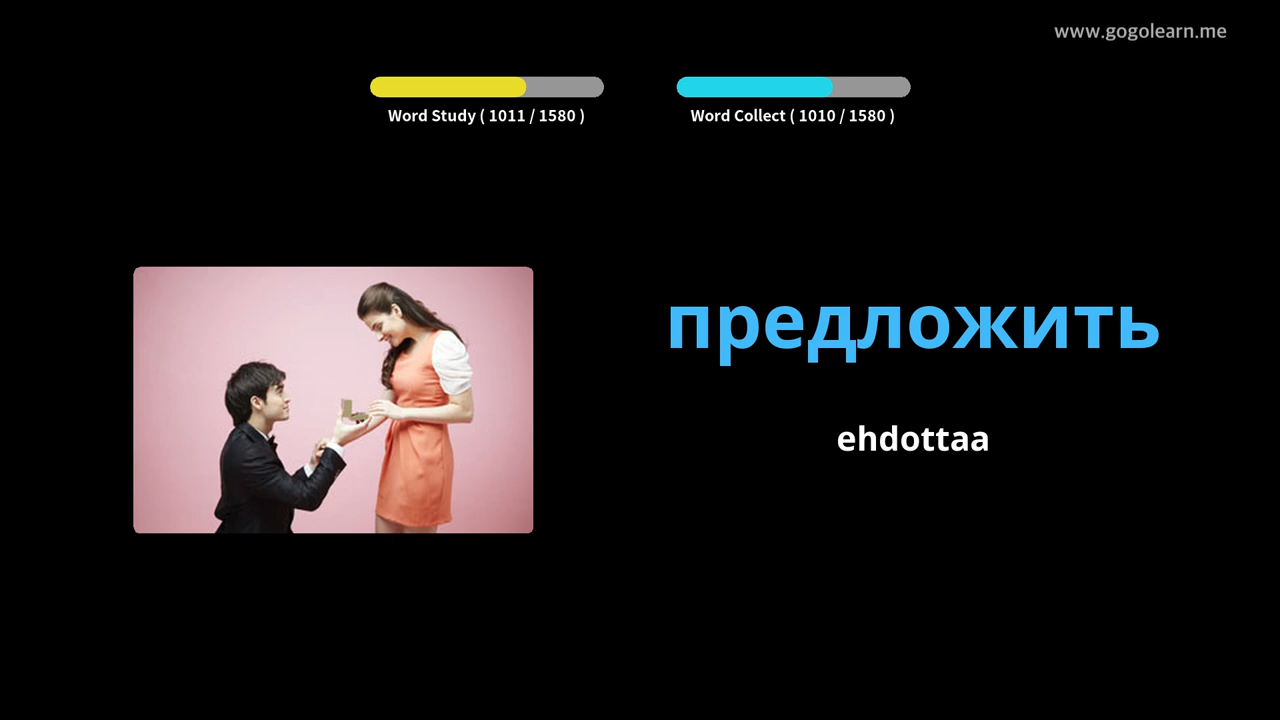 www.gogolearn.me
Word Study ( 1011 / 1580 )
Word Collect ( 1010 / 1580 )
предложить
ehdottaa